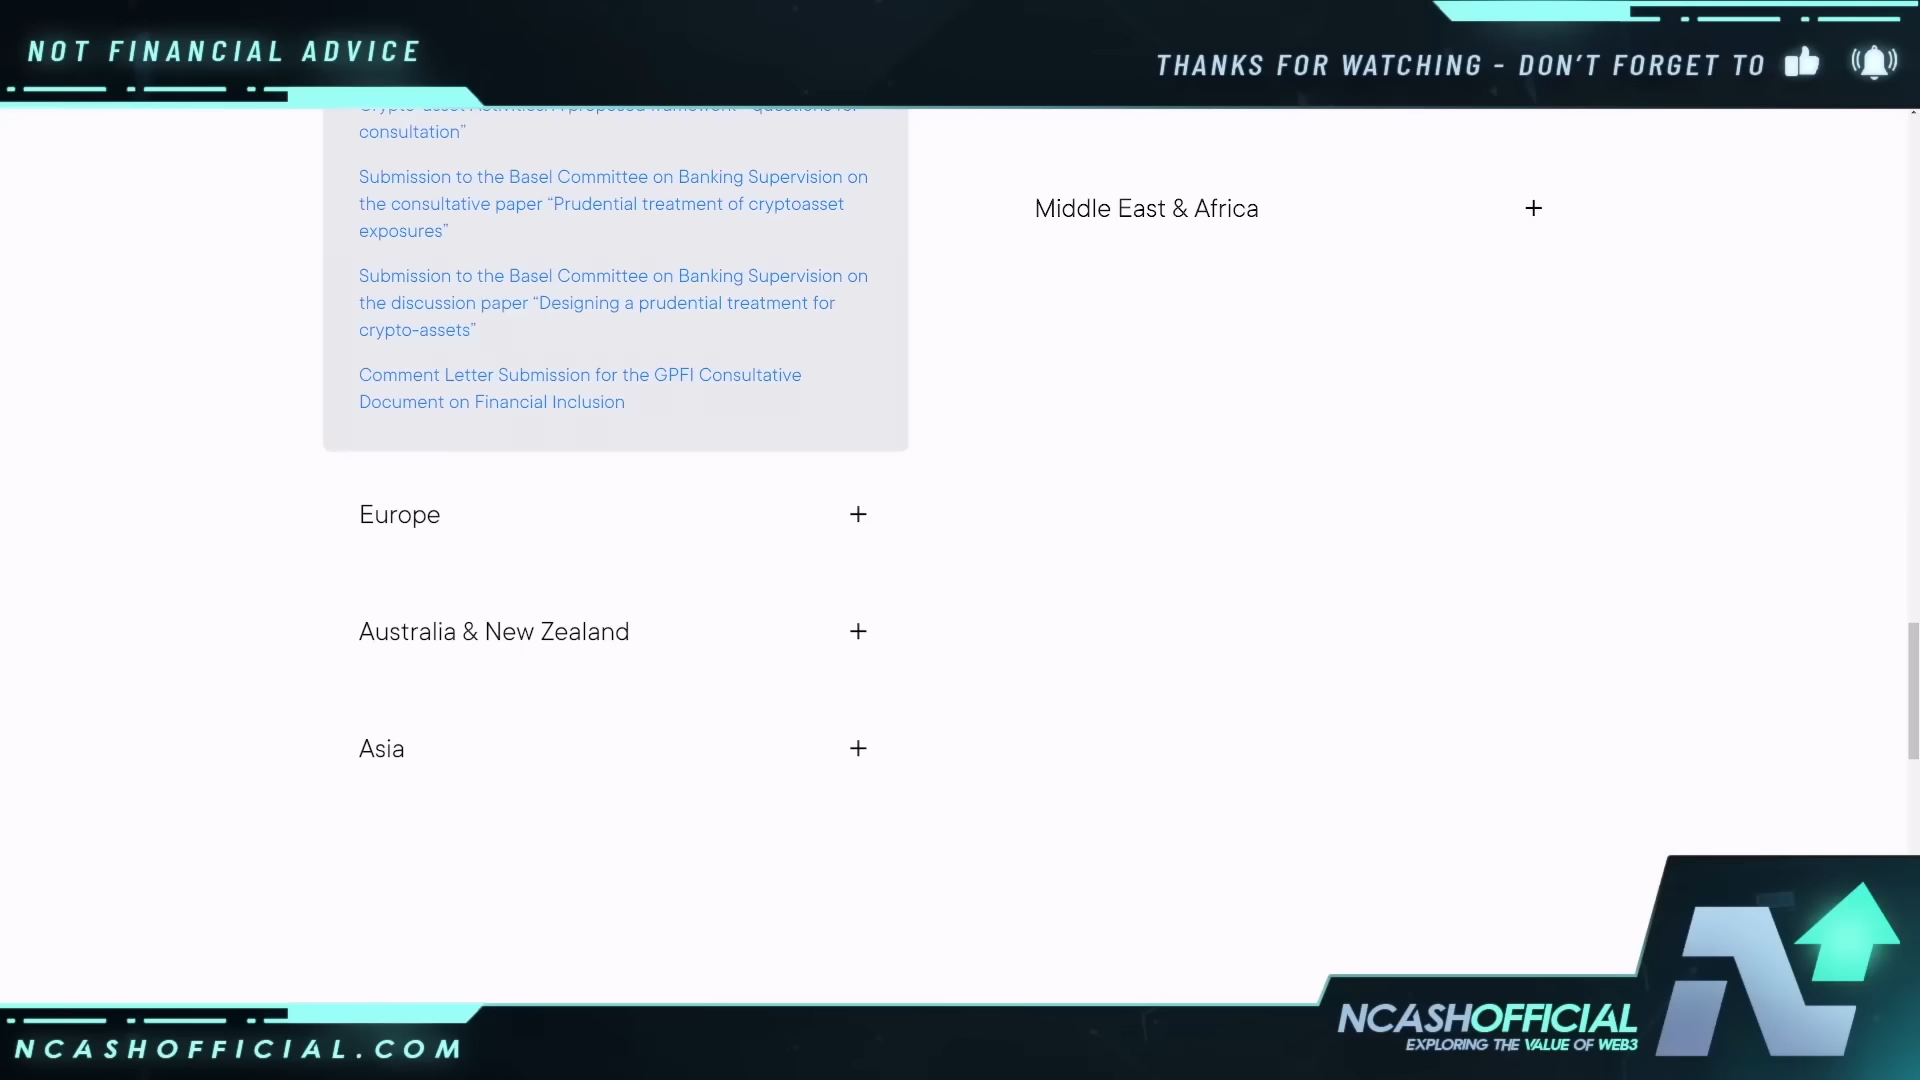 NOT FINANCIAL ADVICE
THANKS FOR WATCHING - DON'T FORGET TO
consultation”
Submission to the Basel Committee on Banking Supervision on
the consultative paper “Prudential treatment of cryptoasset
exposures”
Submission to the Basel Committee on Banking Supervision on
the discussion paper “Designing a prudential treatment for
crypto-assets”
Comment Letter Submission for the GPFI Consultative
Document on Financial Inclusion
Middle East & Africa +
Europe +
Australia & New Zealand +
Asia +
NCASHOFFICIAL.COM
NCASHOFFICIAL
EXPLORING THE VALUE OF WEB3